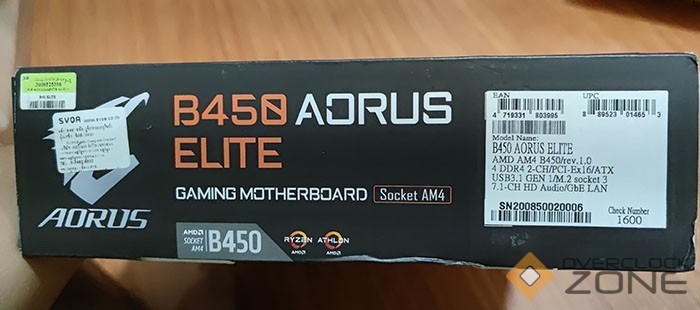 SVOA
AORUS
B450 AORUS
ELITE
GAMING MOTHERBOARD Socket AM4
AMD
SOCKET
AM4
B450
RYZEN
AMD
ATHLON
AMD
EAN
UPC
4 719331 803995
8 89523 01465 3
Model Name:
B450 AORUS ELITE
AMD AM4 B450/rev.1.0
4 DDR4 2-CH/PCI-Ex16/ATX
USB3.1 GEN 1/M.2 socket 3
7.1-CH HD Audio/GbE LAN
SN200850020006
Check Number
1600
OVERCLOCK
ZONE